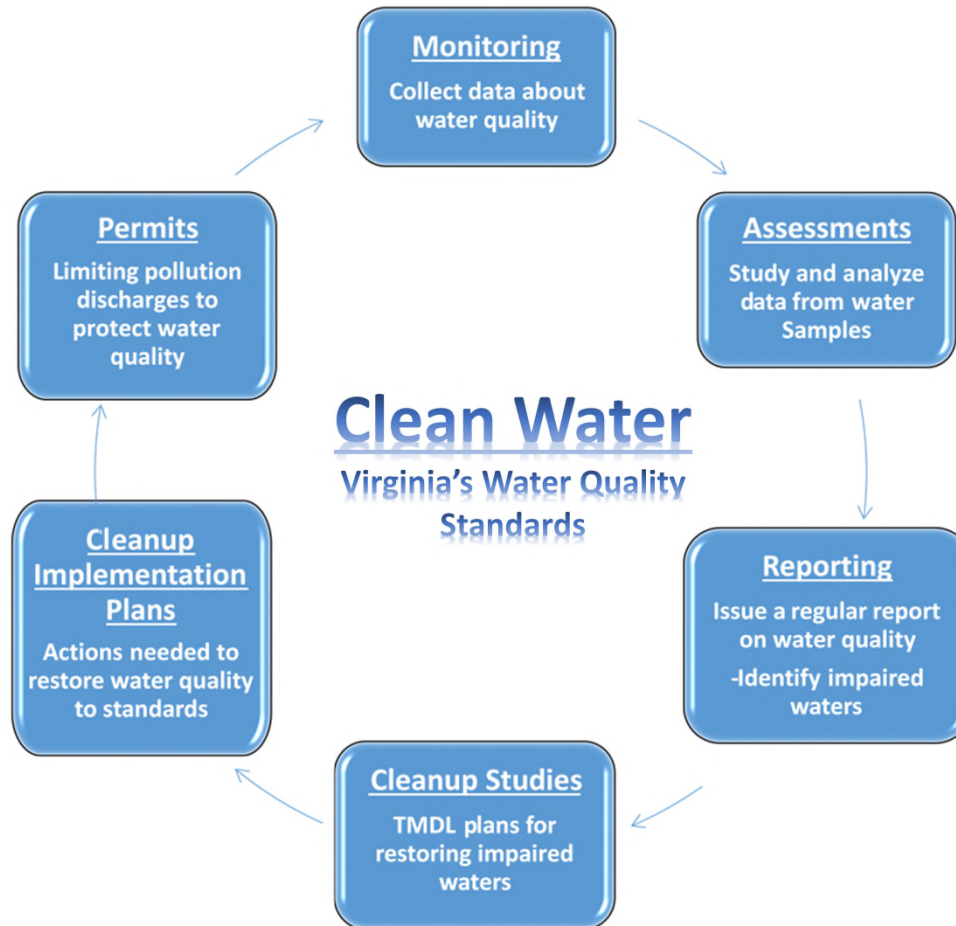 Monitoring
Collect data about
water quality
Assessments
Study and analyze
data from water
Samples
Reporting
Issue a regular report
on water quality
-Identify impaired
waters
Cleanup Studies
TMDL plans for
restoring impaired
waters
Cleanup
Implementation
Plans
Actions needed to
restore water quality
to standards
Permits
Limiting pollution
discharges to
protect water
quality
Clean Water
Virginia’s Water Quality
Standards